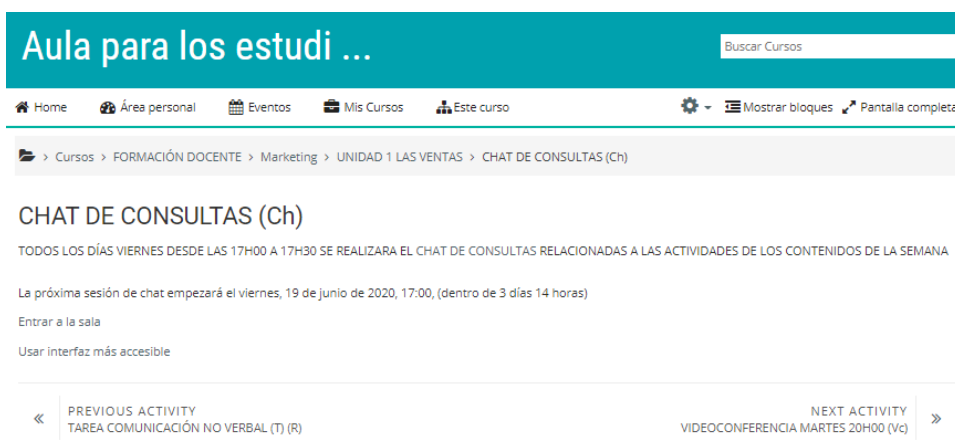 Aula para los estudi ...
Buscar Cursos
Home Área personal Eventos Mis Cursos Este curso Mostrar bloques Pantalla completa
> Cursos > FORMACIÓN DOCENTE > Marketing > UNIDAD 1 LAS VENTAS > CHAT DE CONSULTAS (Ch)
CHAT DE CONSULTAS (Ch)
TODOS LOS DÍAS VIERNES DESDE LAS 17H00 A 17H30 SE REALIZARA EL CHAT DE CONSULTAS RELACIONADAS A LAS ACTIVIDADES DE LOS CONTENIDOS DE LA SEMANA
La próxima sesión de chat empezará el viernes, 19 de junio de 2020, 17:00, (dentro de 3 días 14 horas)
Entrar a la sala
Usar interfaz más accesible
« PREVIOUS ACTIVITY
TAREA COMUNICACIÓN NO VERBAL (T) (R)
NEXT ACTIVITY »
VIDEOCONFERENCIA MARTES 20H00 (Vc)